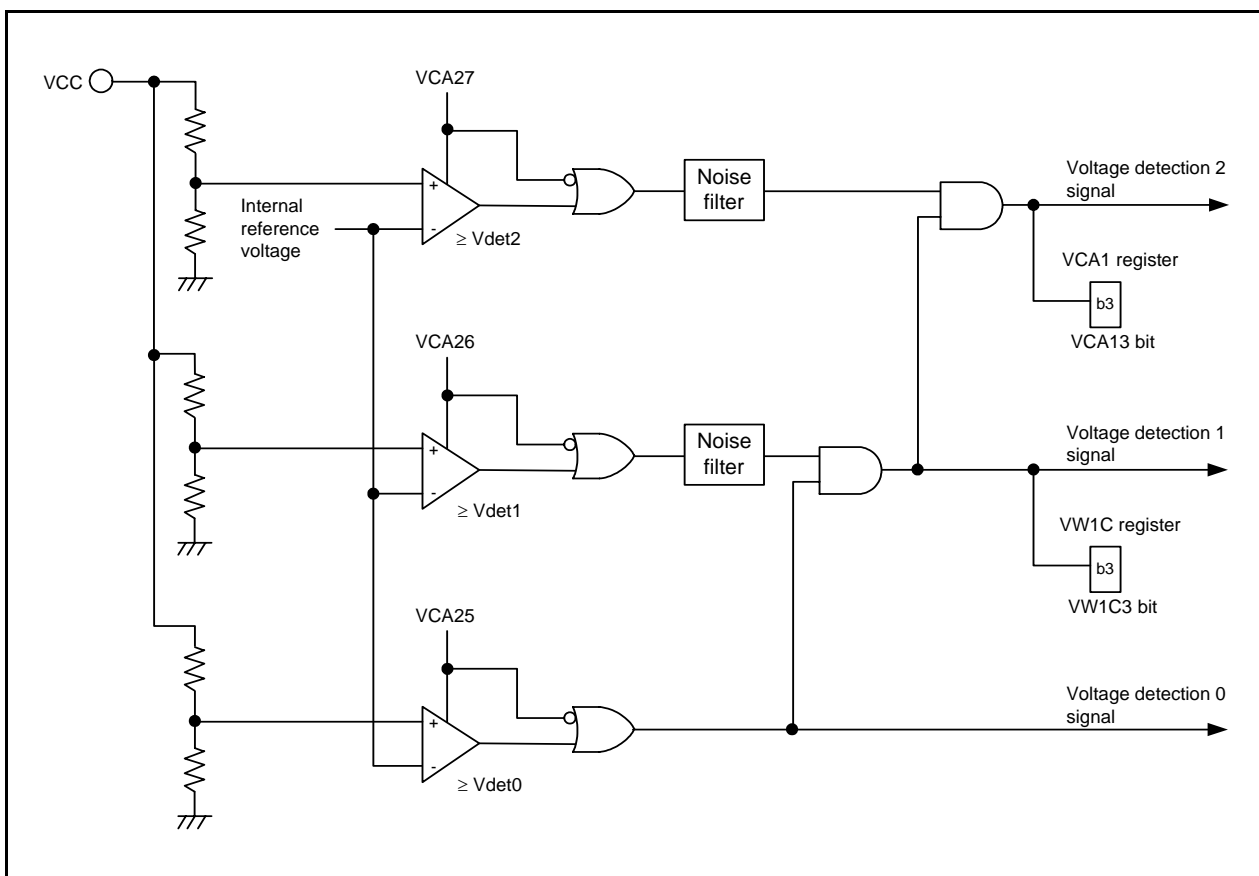 VCC
VCA27
+
-
Internal
reference
voltage
≥ Vdet2
Noise
filter
Voltage detection 2
signal
VCA1 register
b3
VCA13 bit
VCA26
+
-
≥ Vdet1
Noise
filter
Voltage detection 1
signal
VW1C register
b3
VW1C3 bit
VCA25
+
-
≥ Vdet0
Voltage detection 0
signal